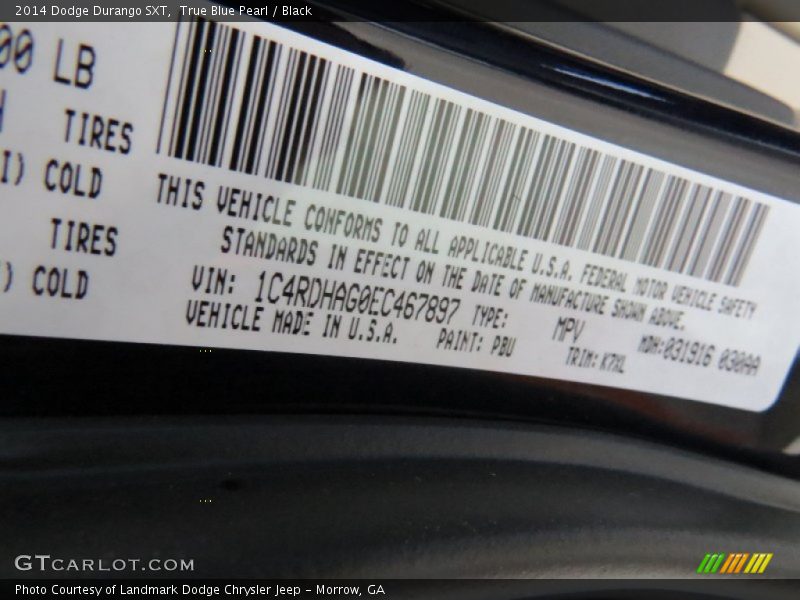 2014 Dodge Durango SXT,  True Blue Pearl / Black
00 LB
TIRES
COLD
TIRES
COLD
THIS VEHICLE CONFORMS TO ALL APPLICABLE U.S.A. FEDERAL MOTOR VEHICLE SAFETY
STANDARDS IN EFFECT ON THE DATE OF MANUFACTURE SHOWN ABOVE.
VIN: 1C4RDHAG0EC467897 TYPE: MPV MDH:031916 030AA
VEHICLE MADE IN U.S.A. PAINT: PBU TRIM: K7XL
GTCARLOT.COM
Photo Courtesy of Landmark Dodge Chrysler Jeep – Morrow, GA